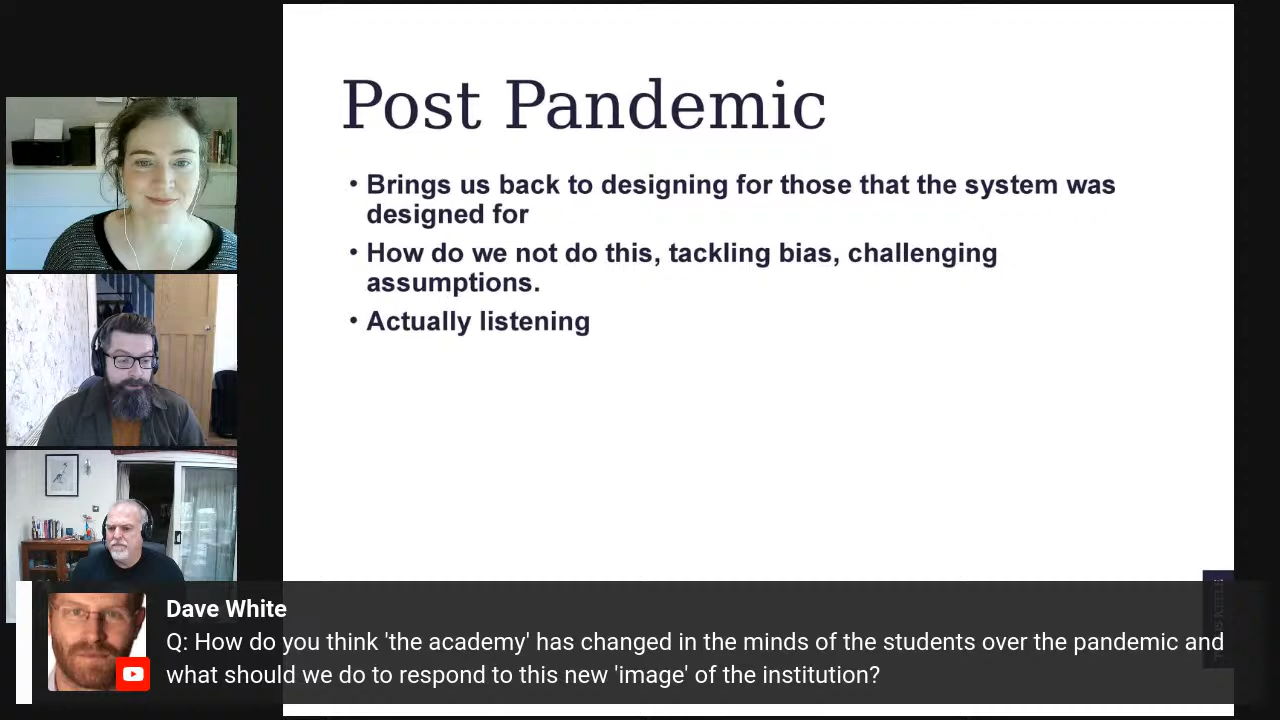 Post Pandemic
• Brings us back to designing for those that the system was
designed for
• How do we not do this, tackling bias, challenging
assumptions.
• Actually listening
Dave White
Q: How do you think 'the academy' has changed in the minds of the students over the pandemic and
what should we do to respond to this new 'image' of the institution?